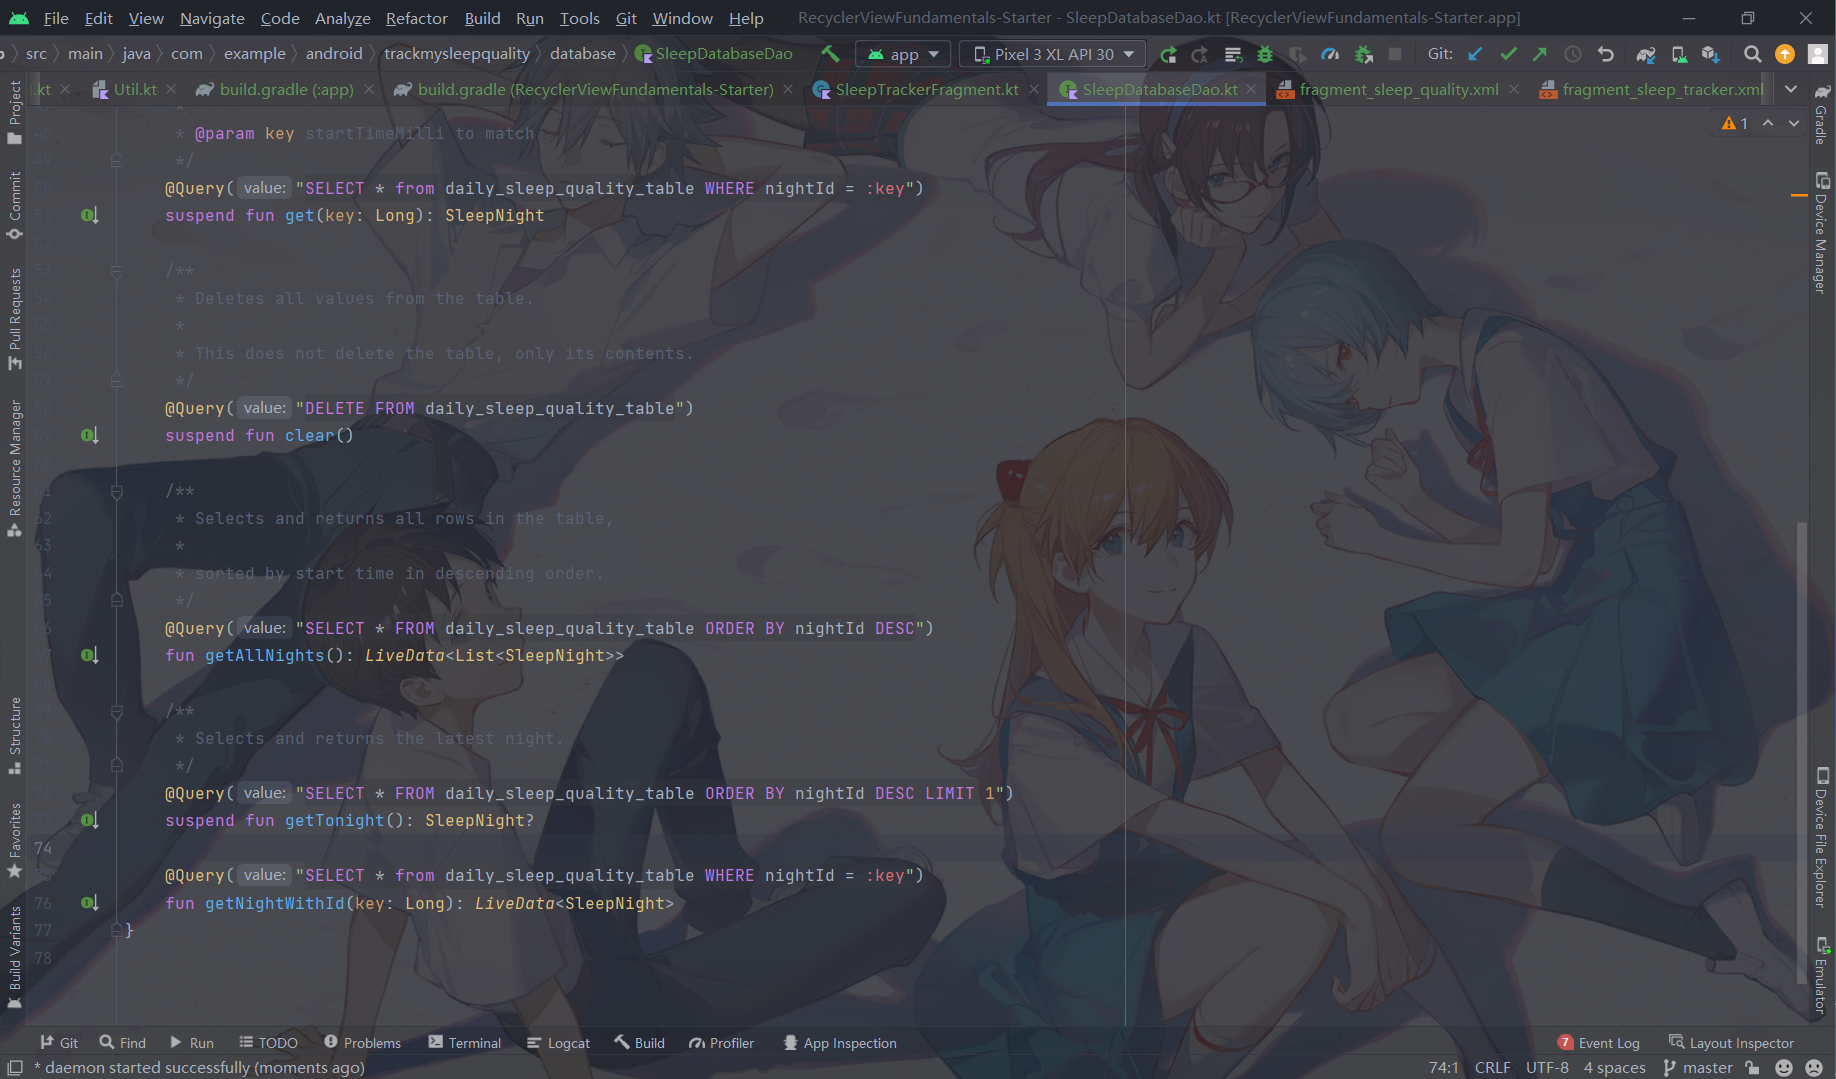 File Edit View Navigate Code Analyze Refactor Build Run Tools Git Window Help RecyclerViewFundamentals-Starter - SleepDatabaseDao.kt [RecyclerViewFundamentals-Starter.app]
src main java com example android trackmysleepquality database SleepDatabaseDao app Pixel 3 XL API 30 Git:
.kt Util.kt build.gradle (:app) build.gradle (RecyclerViewFundamentals-Starter) SleepTrackerFragment.kt SleepDatabaseDao.kt fragment_sleep_quality.xml fragment_sleep_tracker.xml
1
48 * @param key startTimeMilli to match
49 */
50 @Query( value: "SELECT * from daily_sleep_quality_table WHERE nightId = :key")
51 suspend fun get(key: Long): SleepNight
52
53 /**
54 * Deletes all values from the table.
55 *
56 * This does not delete the table, only its contents.
57 */
58 @Query( value: "DELETE FROM daily_sleep_quality_table")
59 suspend fun clear()
60
61 /**
62 * Selects and returns all rows in the table,
63 *
64 * sorted by start time in descending order.
65 */
66 @Query( value: "SELECT * FROM daily_sleep_quality_table ORDER BY nightId DESC")
67 fun getAllNights(): LiveData<List<SleepNight>>
68
69 /**
70 * Selects and returns the latest night.
71 */
72 @Query( value: "SELECT * FROM daily_sleep_quality_table ORDER BY nightId DESC LIMIT 1")
73 suspend fun getTonight(): SleepNight?
74
75 @Query( value: "SELECT * from daily_sleep_quality_table WHERE nightId = :key")
76 fun getNightWithId(key: Long): LiveData<SleepNight>
77 }
78
Project
Commit
Pull Requests
Resource Manager
Structure
Favorites
Build Variants
Gradle
Device Manager
Device File Explorer
Emulator
Git Find Run TODO Problems Terminal Logcat Build Profiler App Inspection 7 Event Log Layout Inspector
* daemon started successfully (moments ago) 74:1 CRLF UTF-8 4 spaces master